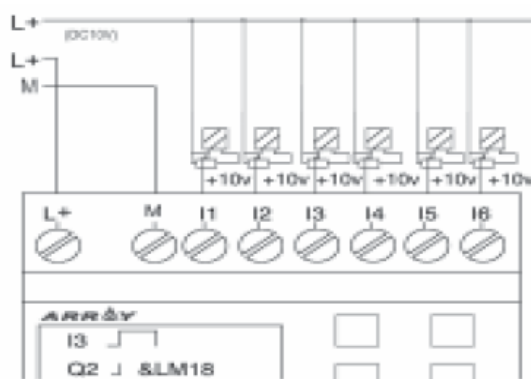 L+
(DC10V)
L+
M
+10v +10v +10v +10v +10v +10v
L+ M I1 I2 I3 I4 I5 I6
ARRAY
I3
Q2 &LM18